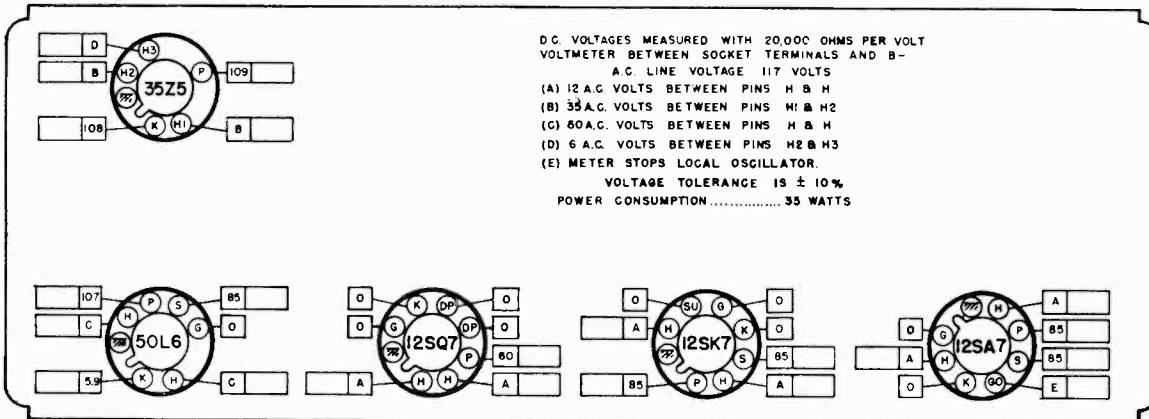 D.C. VOLTAGES MEASURED WITH 20,000 OHMS PER VOLT
VOLTMETER BETWEEN SOCKET TERMINALS AND B-
A.C. LINE VOLTAGE 117 VOLTS
(A) 12 A.C. VOLTS BETWEEN PINS H & H
(B) 35 A.C. VOLTS BETWEEN PINS H1 & H2
(C) 50 A.C. VOLTS BETWEEN PINS H & H
(D) 6 A.C. VOLTS BETWEEN PINS H2 & H3
(E) METER STOPS LOCAL OSCILLATOR.
VOLTAGE TOLERANCE IS ± 10%
POWER CONSUMPTION................ 35 WATTS
D H3
B H2 35Z5 P 109
108 K H1 B
107 P S 85
C H 50L6 G 0
5.9 K H C
0 K DP 0
0 G 12SQ7 DP 0
P 60
A H H A
0 SU G 0
A H 12SK7 K 0
S 85
85 P H A
H A
0 G 12SA7 P 85
A H S 85
0 K GO E